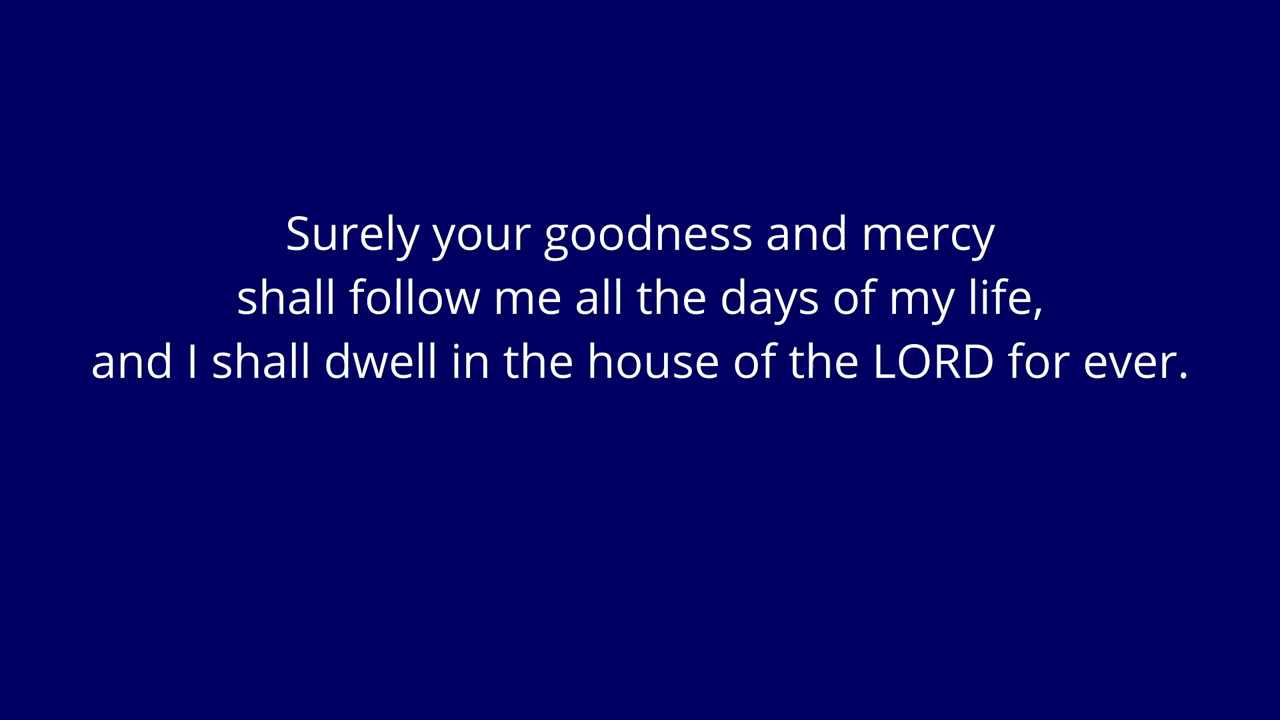 Surely your goodness and mercy
shall follow me all the days of my life,
and I shall dwell in the house of the LORD for ever.